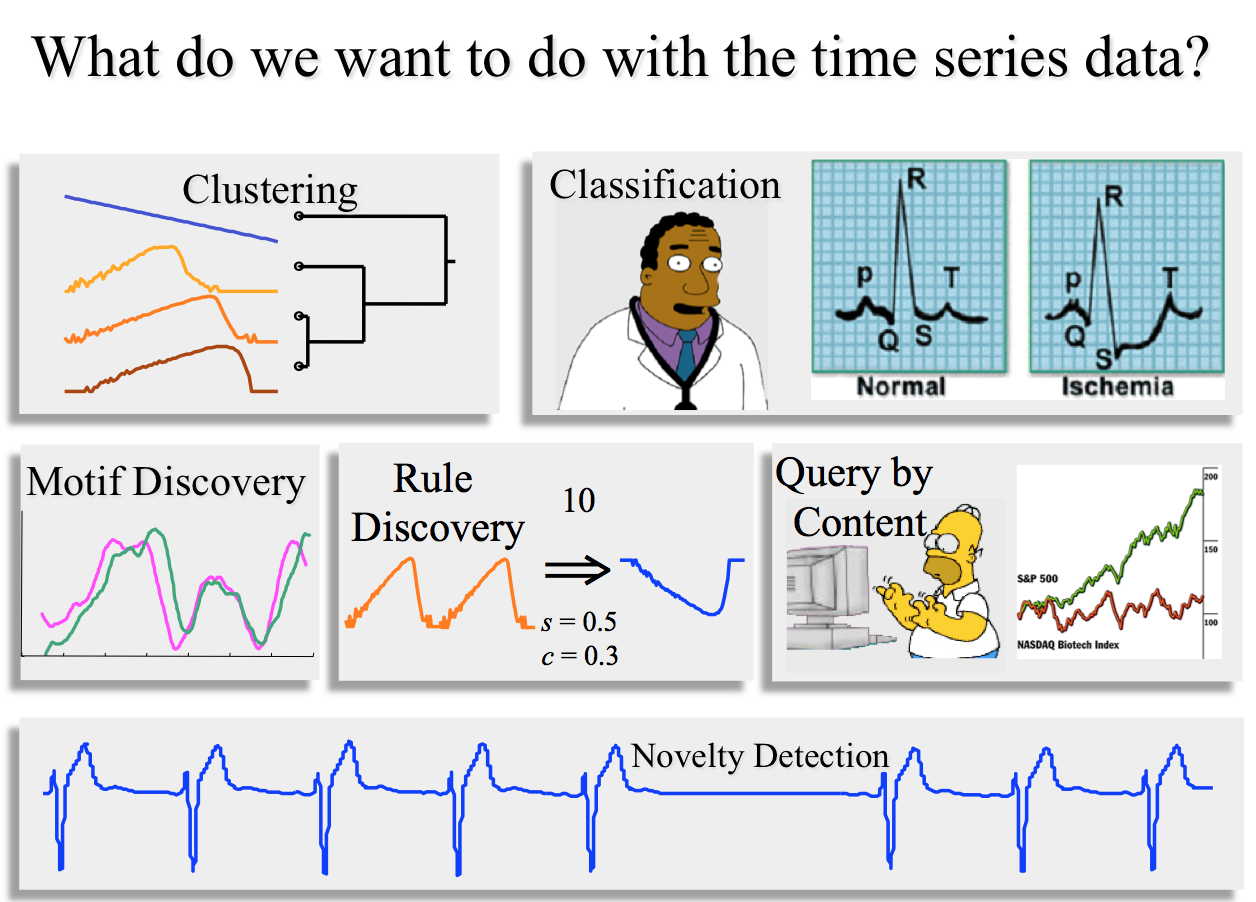 What do we want to do with the time series data?
Clustering
Classification
R
P
T
Q
S
Normal
R
P
T
Q
S
Ischemia
Motif Discovery
Rule
Discovery
10
s = 0.5
c = 0.3
Query by
Content
200
150
S&P 500
100
NASDAQ Biotech Index
Novelty Detection